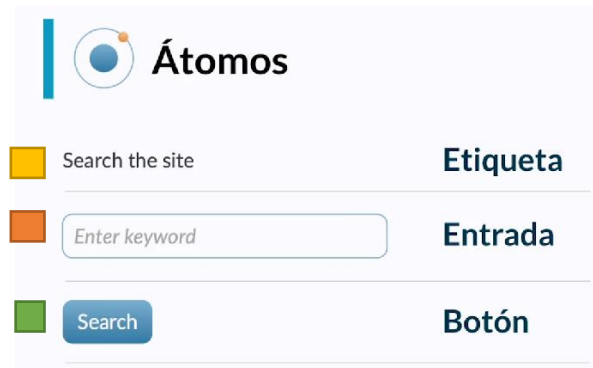 Átomos
Search the site Etiqueta
Enter keyword Entrada
Search Botón